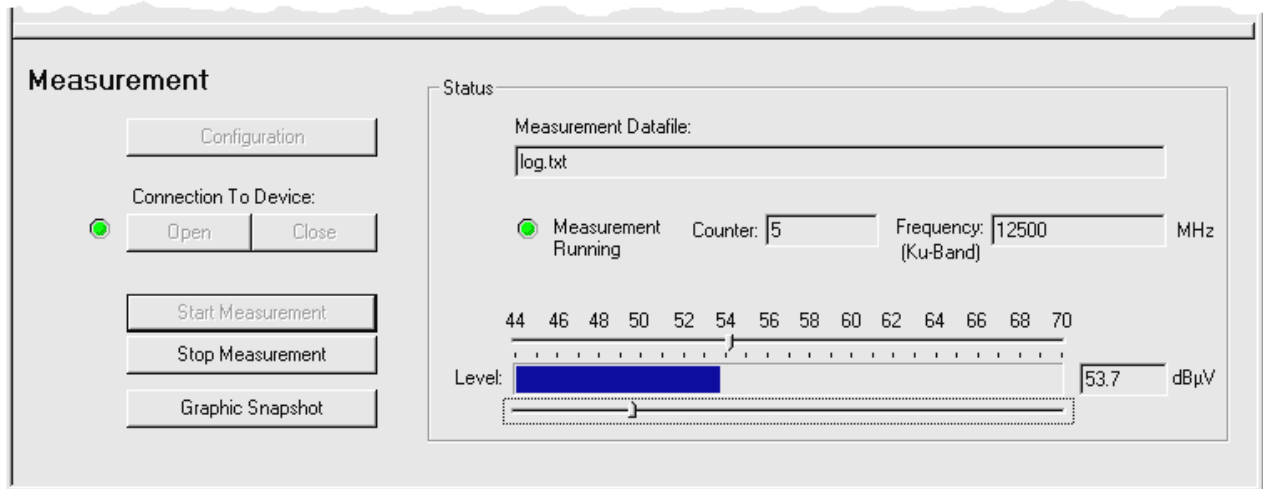 Measurement
Configuration
Connection To Device:
Open Close
Start Measurement
Stop Measurement
Graphic Snapshot
Status
Measurement Datafile:
log.txt
Measurement Running
Counter: 5
Frequency: (Ku-Band) 12500 MHz
44 46 48 50 52 54 56 58 60 62 64 66 68 70
Level: 53.7 dBµV